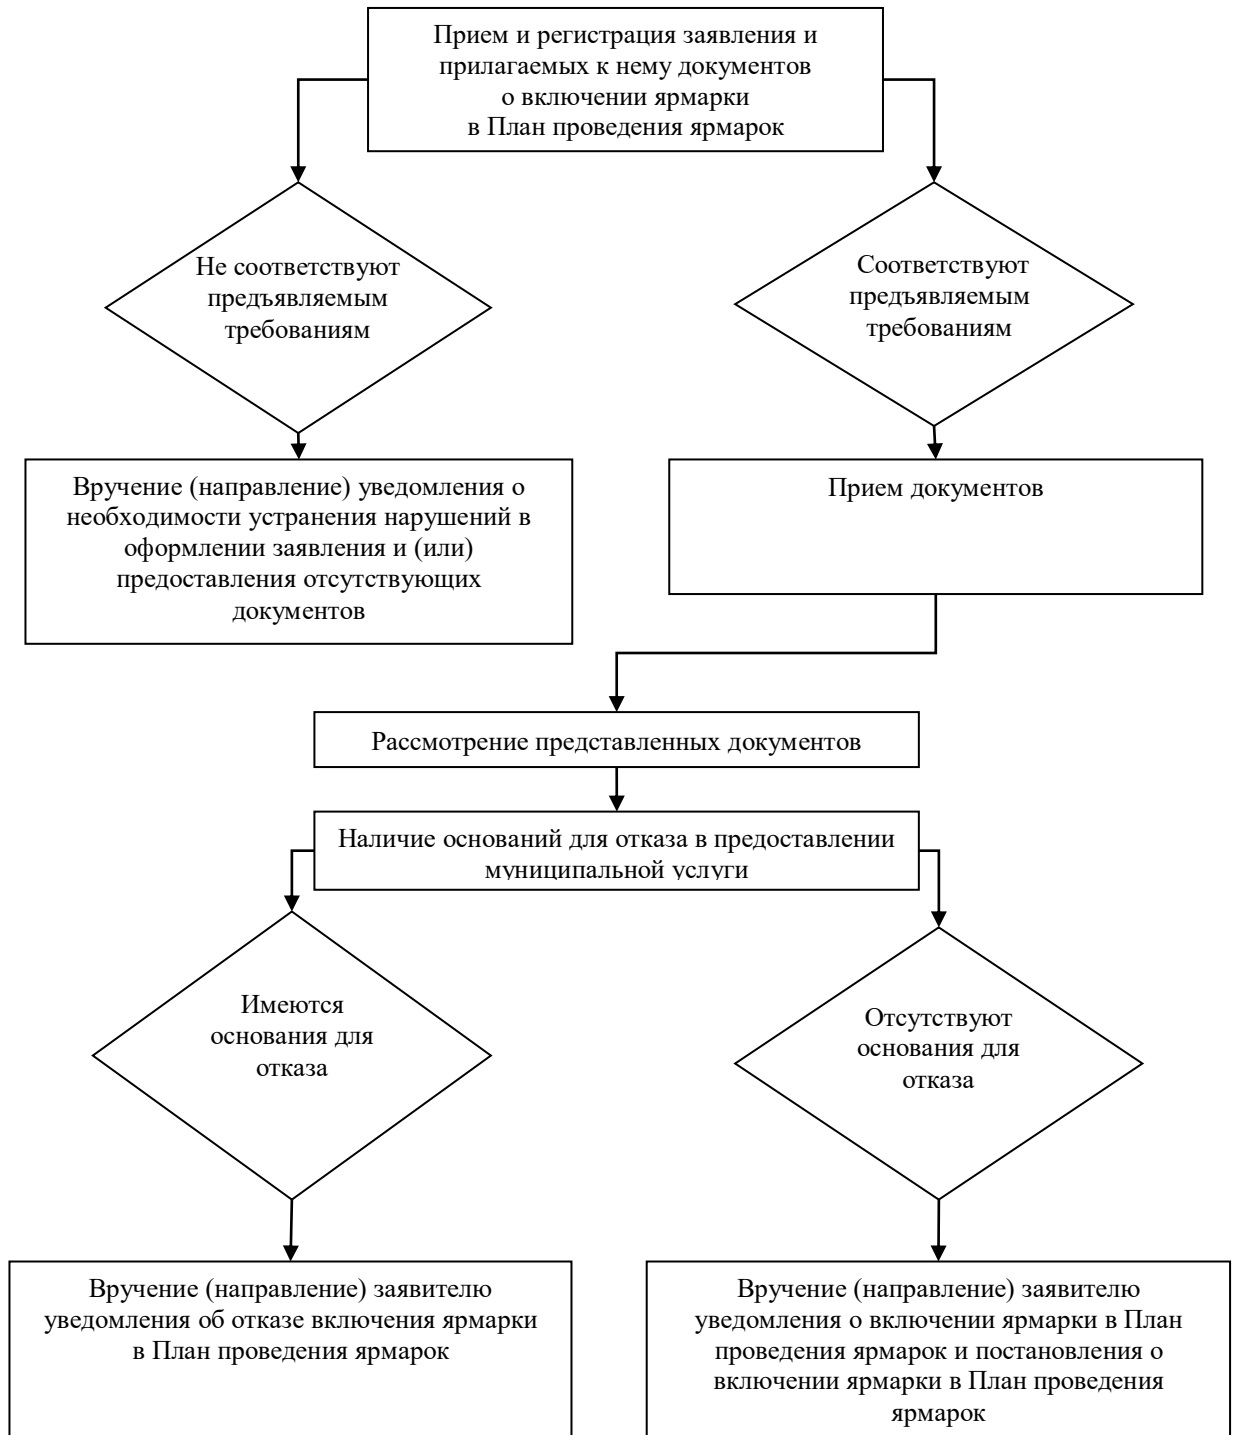 Прием и регистрация заявления и
прилагаемых к нему документов
о включении ярмарки
в План проведения ярмарок
Не соответствуют
предъявляемым
требованиям
Соответствуют
предъявляемым
требованиям
Вручение (направление) уведомления о
необходимости устранения нарушений в
оформлении заявления и (или)
предоставления отсутствующих
документов
Прием документов
Рассмотрение представленных документов
Наличие оснований для отказа в предоставлении
муниципальной услуги
Имеются
основания для
отказа
Отсутствуют
основания для
отказа
Вручение (направление) заявителю
уведомления об отказе включения ярмарки
в План проведения ярмарок
Вручение (направление) заявителю
уведомления о включении ярмарки в План
проведения ярмарок и постановления о
включении ярмарки в План проведения
ярмарок